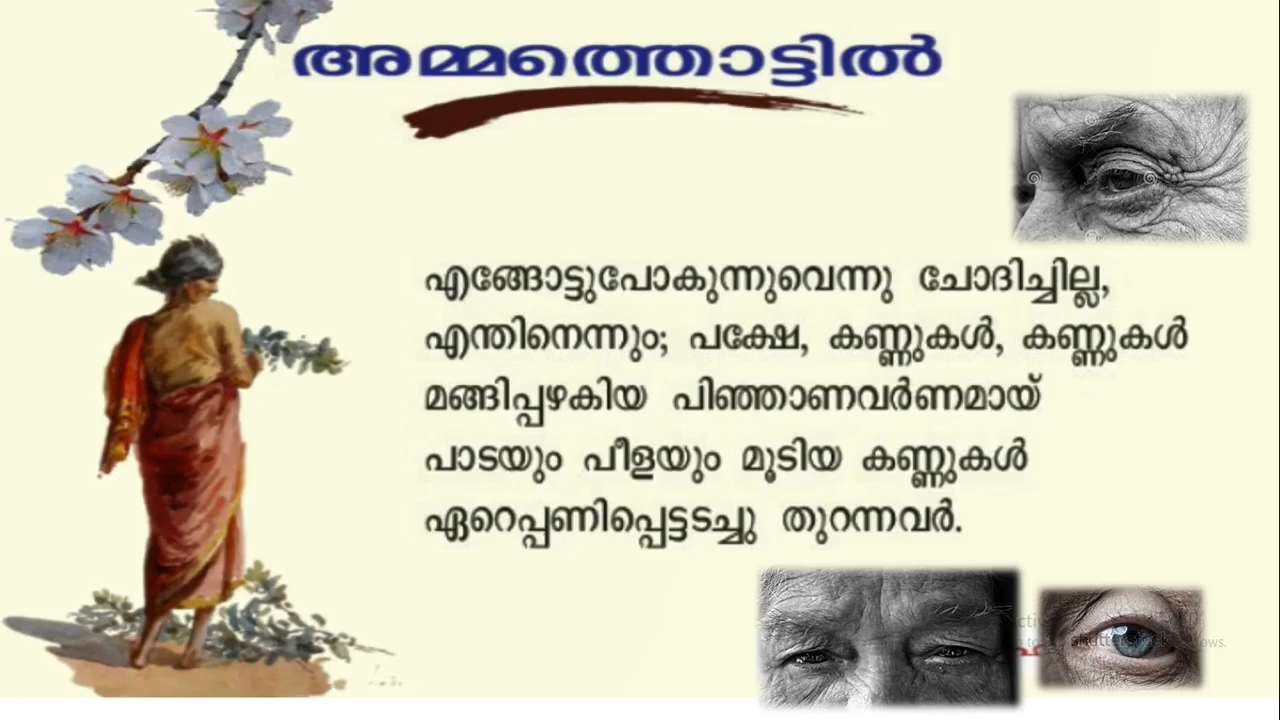 അമ്മത്തൊട്ടിൽ
എങ്ങോട്ടുപോകുന്നുവെന്നു ചോദിച്ചില്ല,
എന്തിനെന്നും; പക്ഷേ, കണ്ണുകൾ, കണ്ണുകൾ
മങ്ങിപ്പഴകിയ പിഞ്ഞാണവർണമായ്
പാടയും പീളയും മൂടിയ കണ്ണുകൾ
ഏറെപ്പണിപ്പെട്ടടച്ചു തുറന്നവർ.
shutterstock